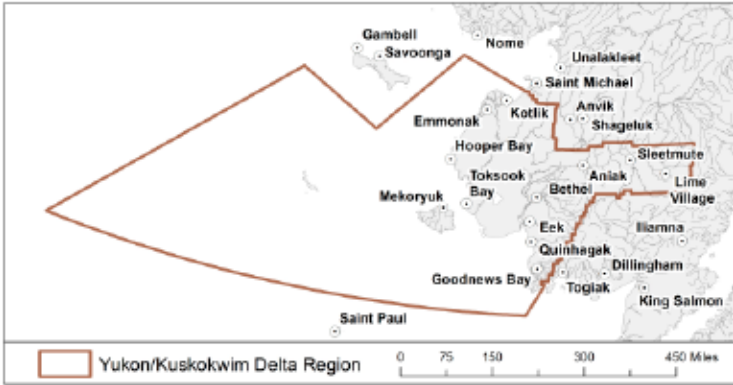 Gambell
Savoonga
Nome
Unalakleet
Saint Michael
Kotlik
Anvik
Emmonak
Shageluk
Hooper Bay
Sleetmute
Toksook
Bay
Aniak
Lime
Village
Mekoryuk
Bethel
Eek
Iliamna
Quinhagak
Goodnews Bay
Dillingham
Togiak
King Salmon
Saint Paul
Yukon/Kuskokwim Delta Region
0 75 150 300 450 Miles